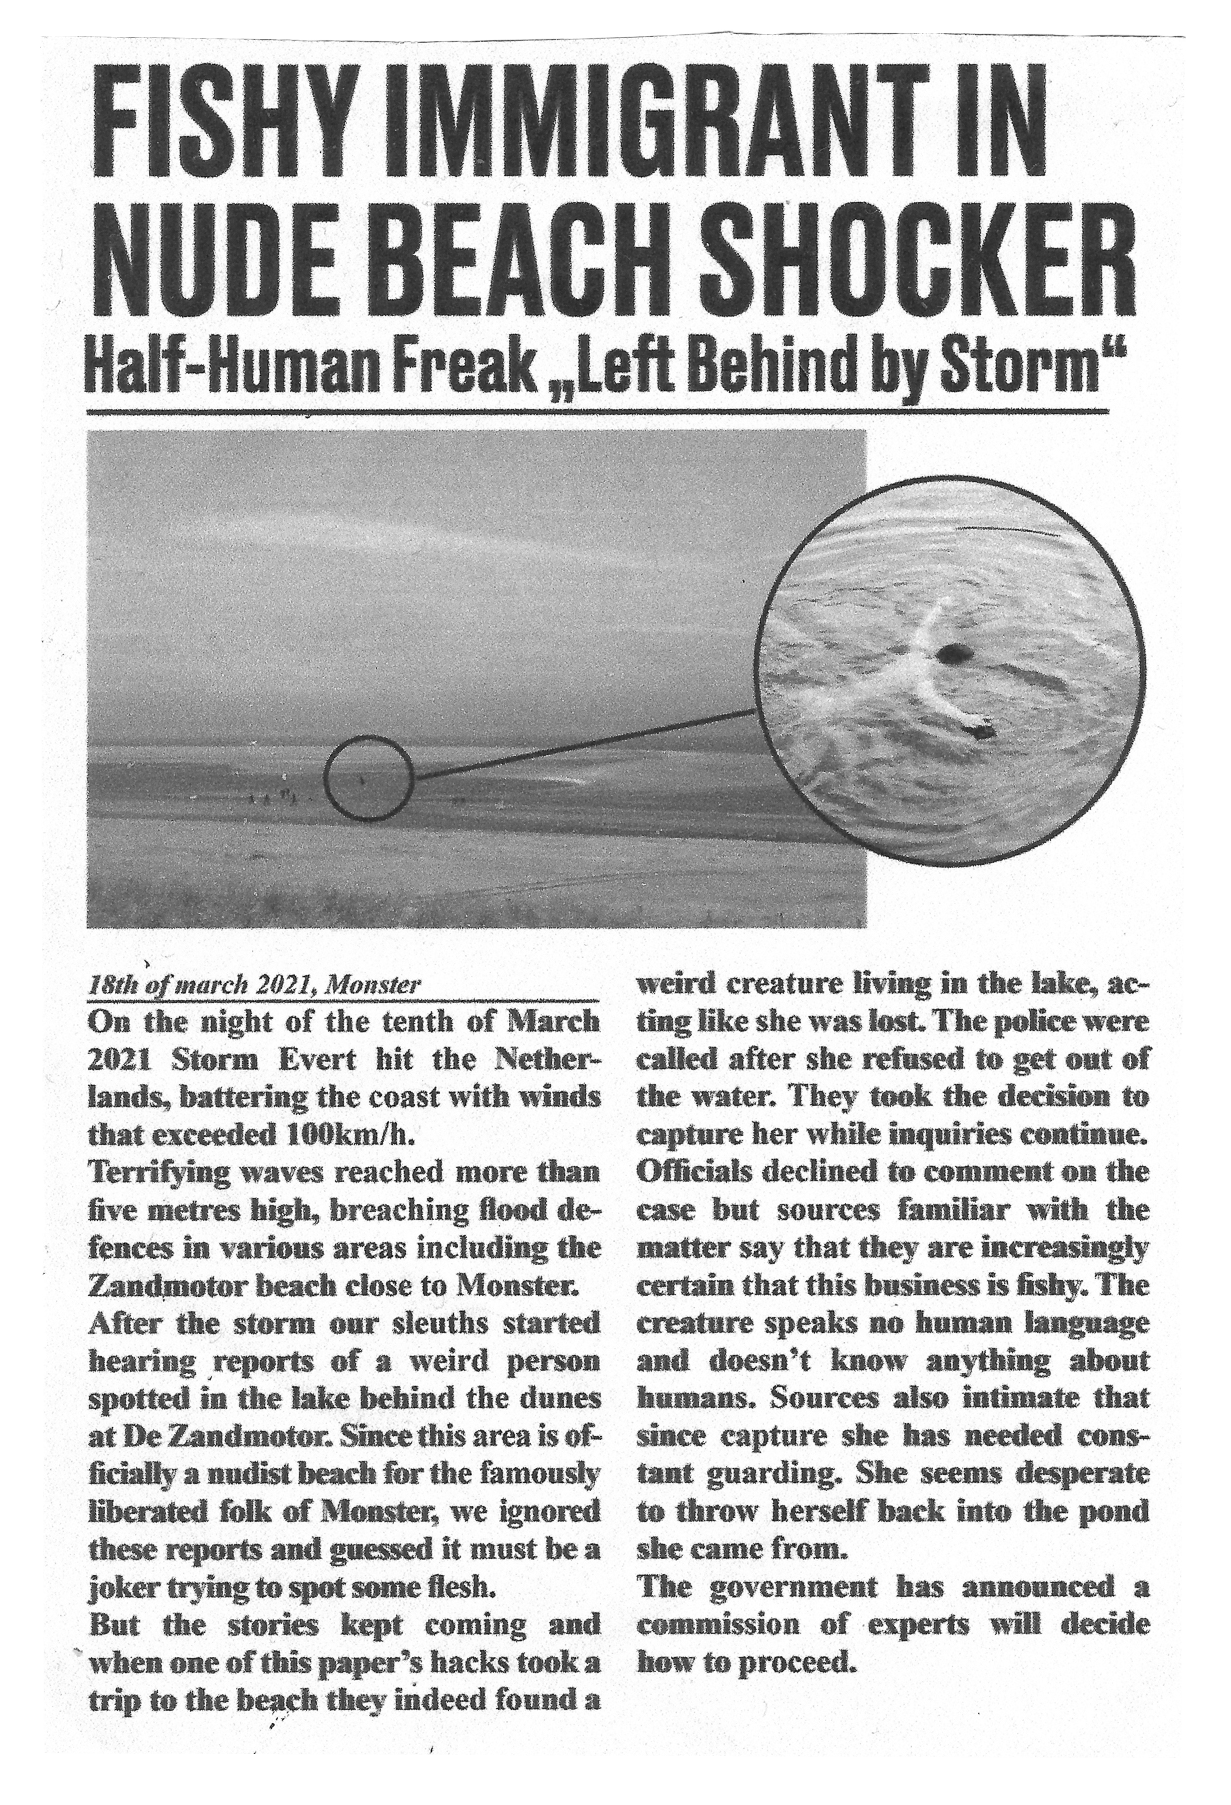 FISHY IMMIGRANT IN
NUDE BEACH SHOCKER
Half-Human Freak „Left Behind by Storm“
18th of march 2021, Monster
On the night of the tenth of March
2021 Storm Evert hit the Nether-
lands, battering the coast with winds
that exceeded 100km/h.
Terrifying waves reached more than
five metres high, breaching flood de-
fences in various areas including the
Zandmotor beach close to Monster.
After the storm our sleuths started
hearing reports of a weird person
spotted in the lake behind the dunes
at De Zandmotor. Since this area is of-
ficially a nudist beach for the famously
liberated folk of Monster, we ignored
these reports and guessed it must be a
joker trying to spot some flesh.
But the stories kept coming and
when one of this paper’s hacks took a
trip to the beach they indeed found a
weird creature living in the lake, ac-
ting like she was lost. The police were
called after she refused to get out of
the water. They took the decision to
capture her while inquiries continue.
Officials declined to comment on the
case but sources familiar with the
matter say that they are increasingly
certain that this business is fishy. The
creature speaks no human language
and doesn’t know anything about
humans. Sources also intimate that
since capture she has needed cons-
tant guarding. She seems desperate
to throw herself back into the pond
she came from.
The government has announced a
commission of experts will decide
how to proceed.